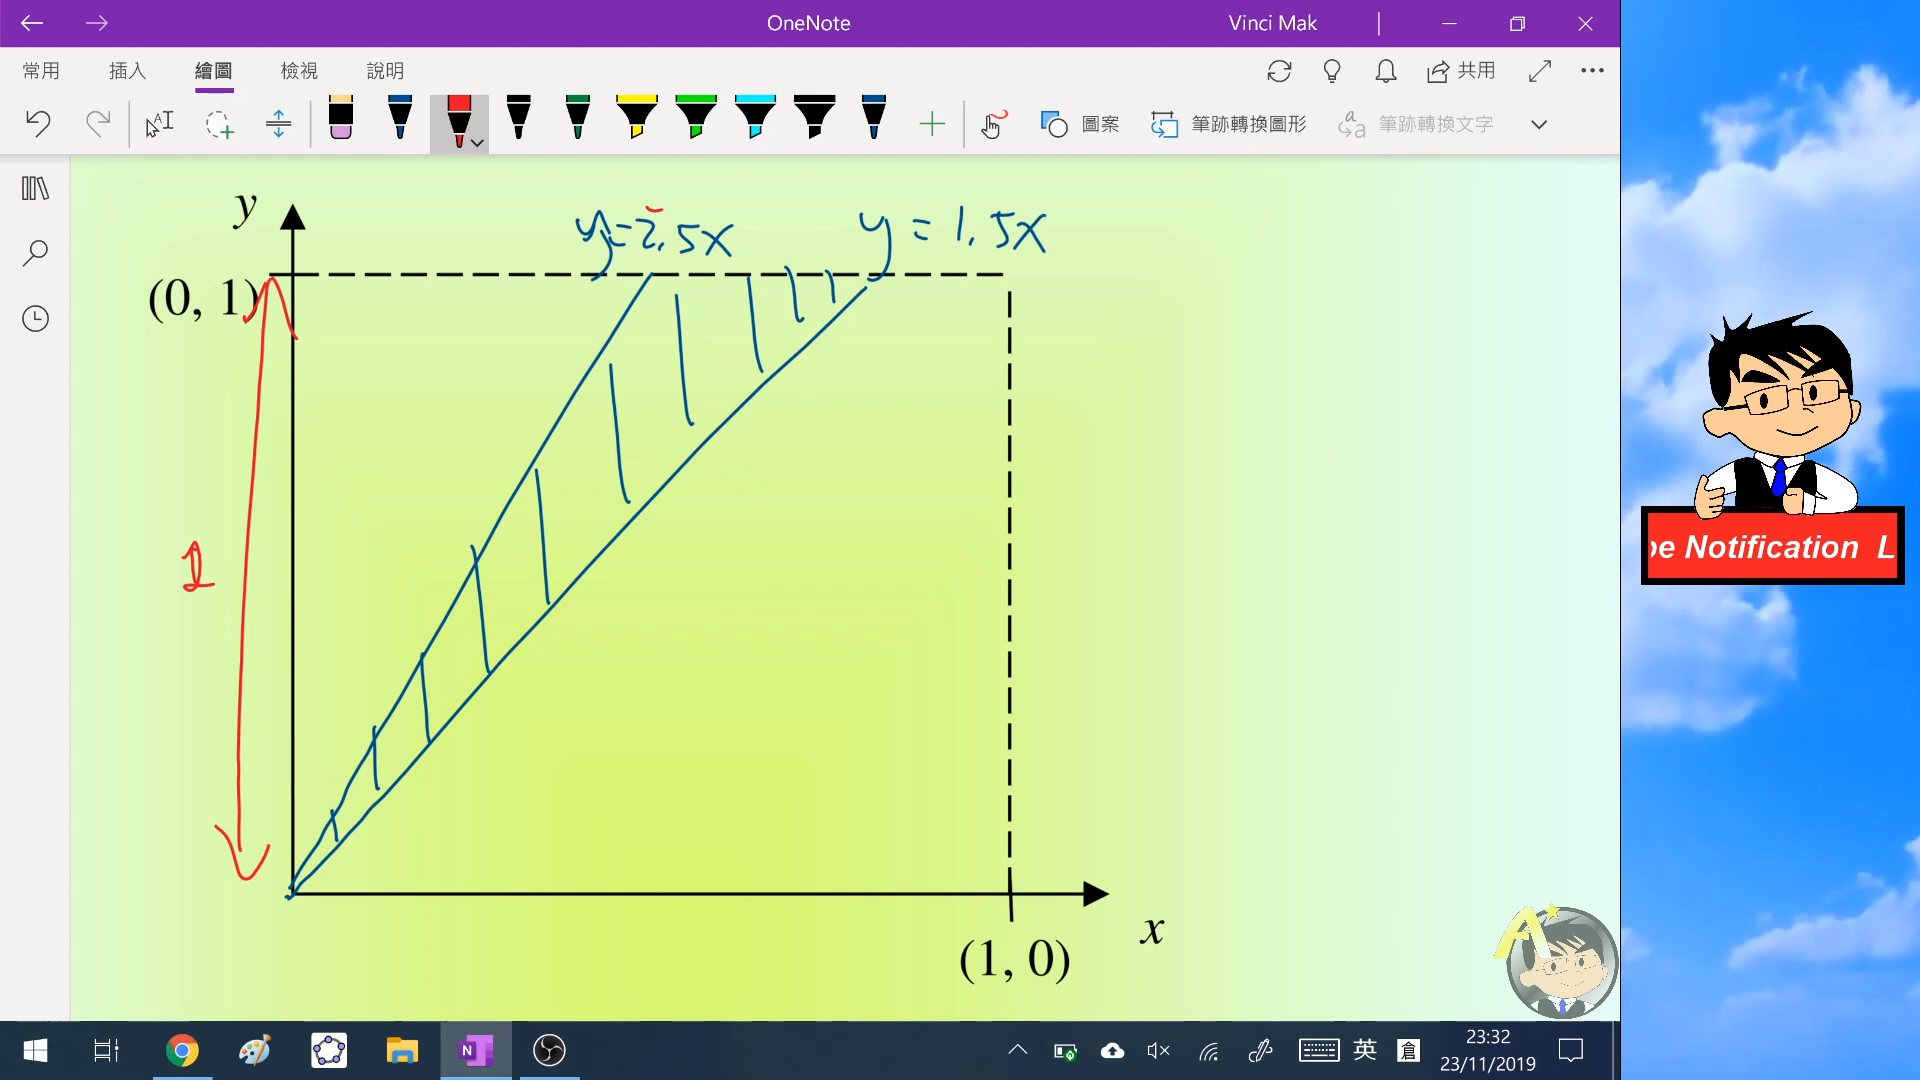 OneNote
Vinci Mak
常用 插入 繪圖 檢視 說明
共用
圖案 筆跡轉換圖形 筆跡轉換文字
y
y=2.5x y = 1.5x
(0, 1)
1
x
(1, 0)
be Notification L
A
英 倉
23:32
23/11/2019